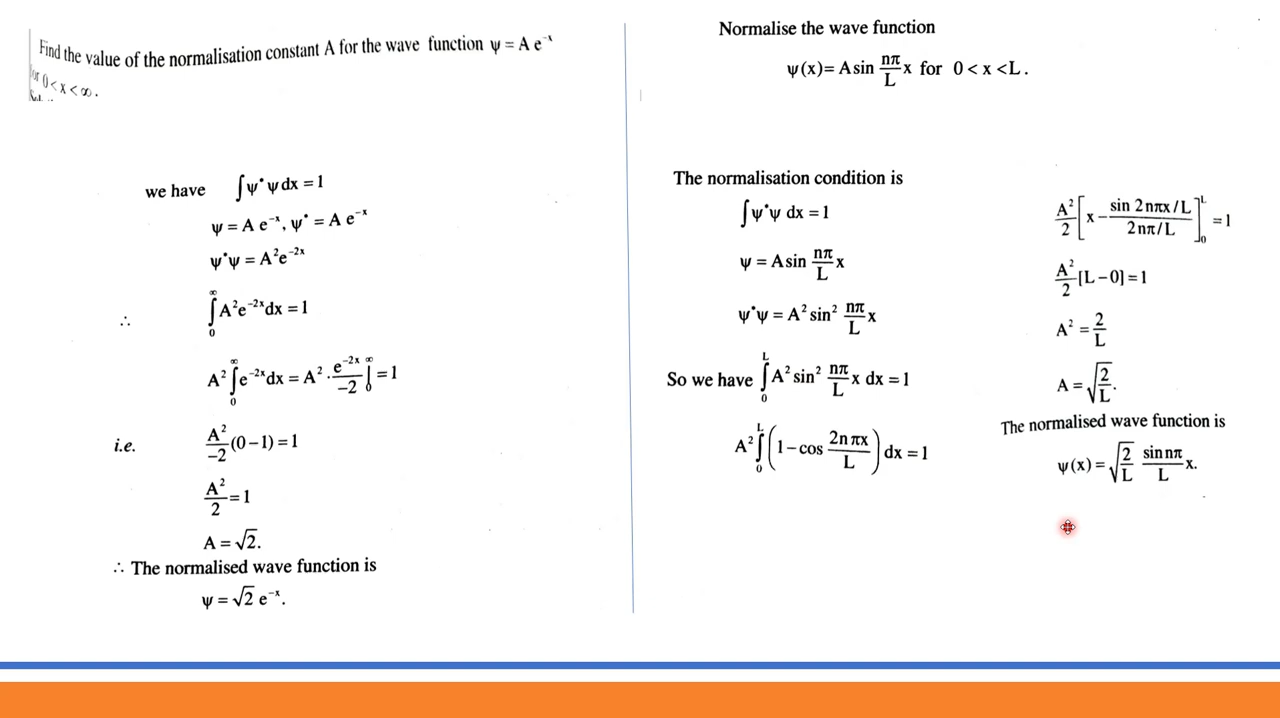 Find the value of the normalisation constant A for the wave function ψ = A e⁻ˣ
for 0 < x < ∞.
we have ∫ψ*ψ dx = 1
ψ = A e⁻ˣ, ψ* = A e⁻ˣ
ψ*ψ = A²e⁻²ˣ
∴ ∫₀^∞ A²e⁻²ˣdx = 1
A² ∫₀^∞ e⁻²ˣdx = A² · e⁻²ˣ/−2 |₀^∞ = 1
i.e. A²/−2 (0−1) = 1
A²/2 = 1
A = √2.
∴ The normalised wave function is
ψ = √2 e⁻ˣ.
Normalise the wave function
ψ(x) = A sin nπ/L x for 0 < x < L.
The normalisation condition is
∫ψ*ψ dx = 1
ψ = A sin nπ/L x
ψ*ψ = A² sin² nπ/L x
So we have ∫₀^L A² sin² nπ/L x dx = 1
A² ∫₀^L (1 − cos 2nπx/L) dx = 1
A²/2 [x − sin 2nπx/L / 2nπ/L]₀^L = 1
A²/2 [L−0] = 1
A² = 2/L
A = √(2/L).
The normalised wave function is
ψ(x) = √(2/L) sin nπ/L x.